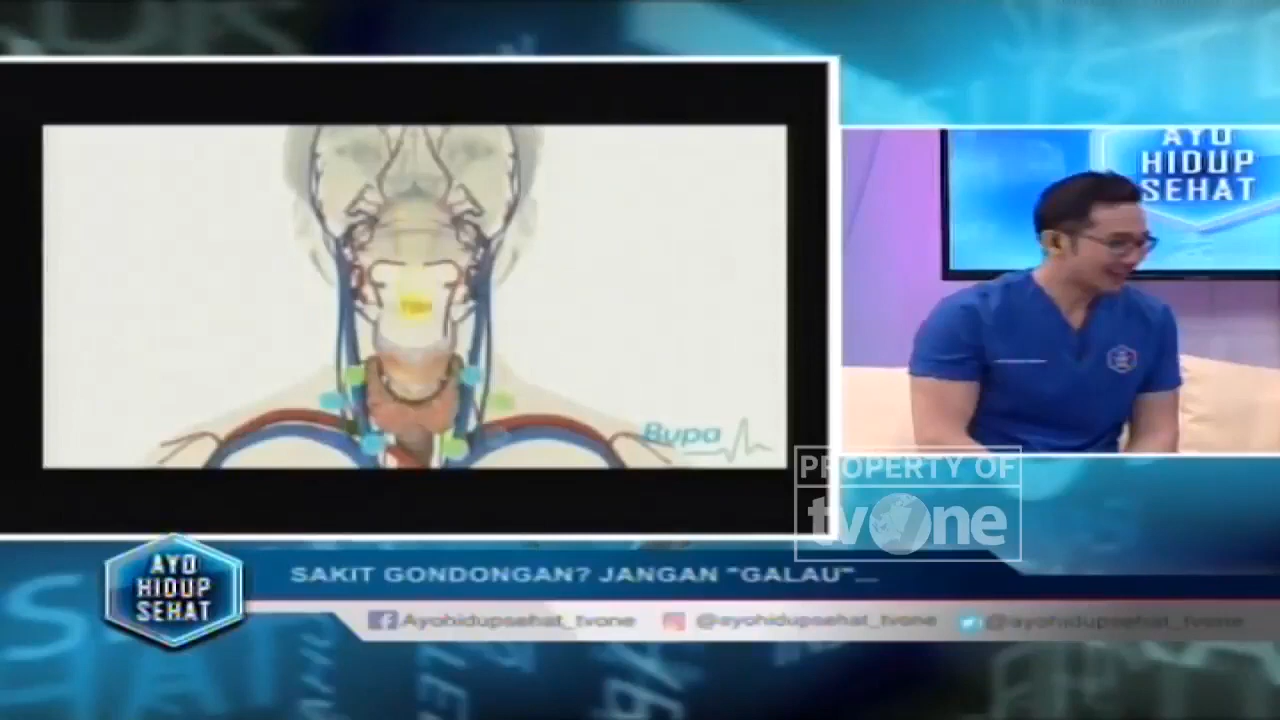 AYO
HIDUP
SEHAT
Bupa
PROPERTY OF
tvOne
AYO
HIDUP
SEHAT
SAKIT GONDONGAN? JANGAN "GALAU"...
Ayohidupsehat_tvone @ayohidupsehat_tvone @ayohidupsehat_tvone